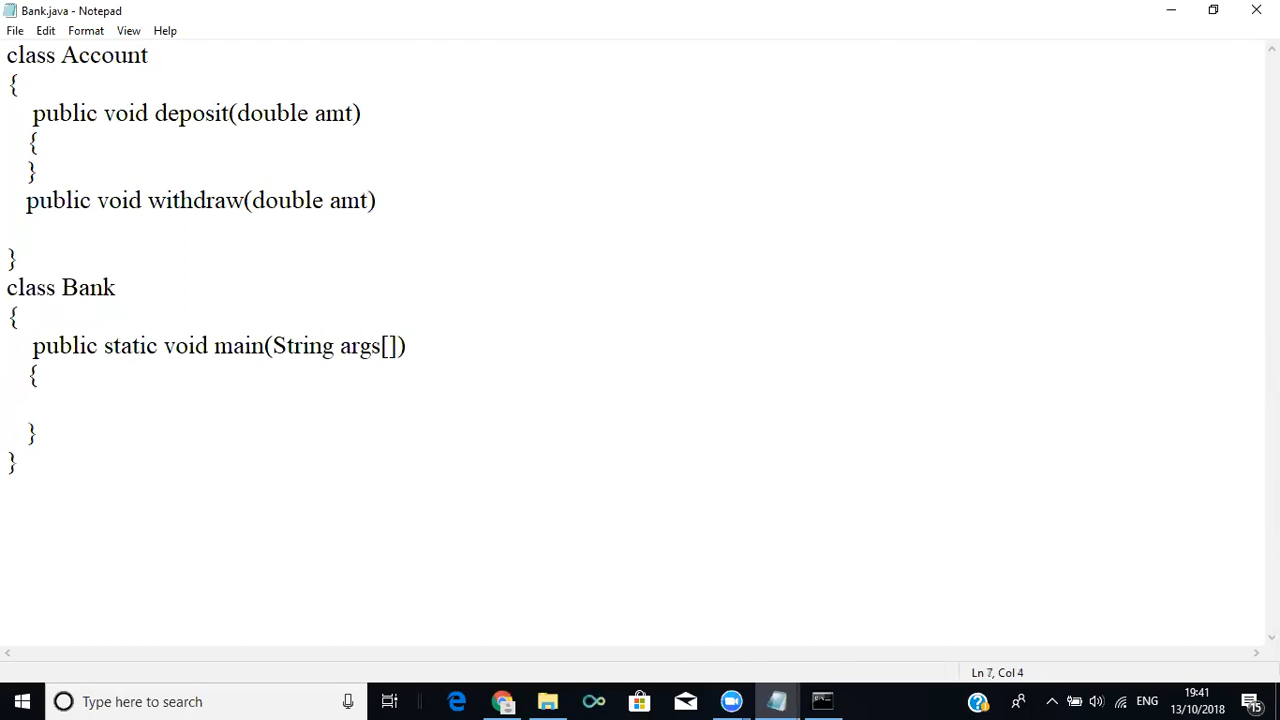 Bank.java - Notepad
File Edit Format View Help
class Account
{
public void deposit(double amt)
{
}
public void withdraw(double amt)
}
class Bank
{
public static void main(String args[])
{
}
}
Ln 7, Col 4
Type here to search
ENG
19:41
13/10/2018
15